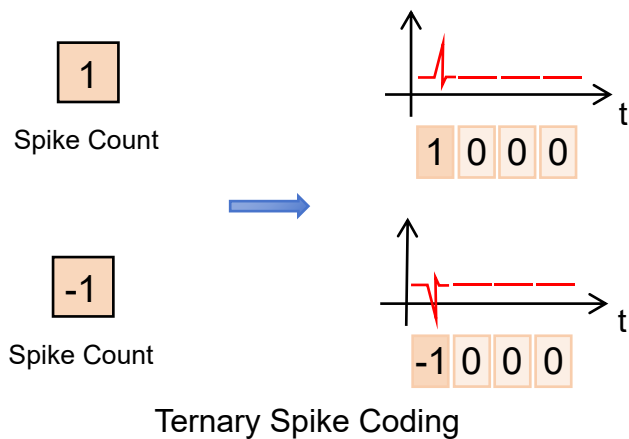 1
Spike Count
t
1 0 0 0
-1
Spike Count
t
-1 0 0 0
Ternary Spike Coding